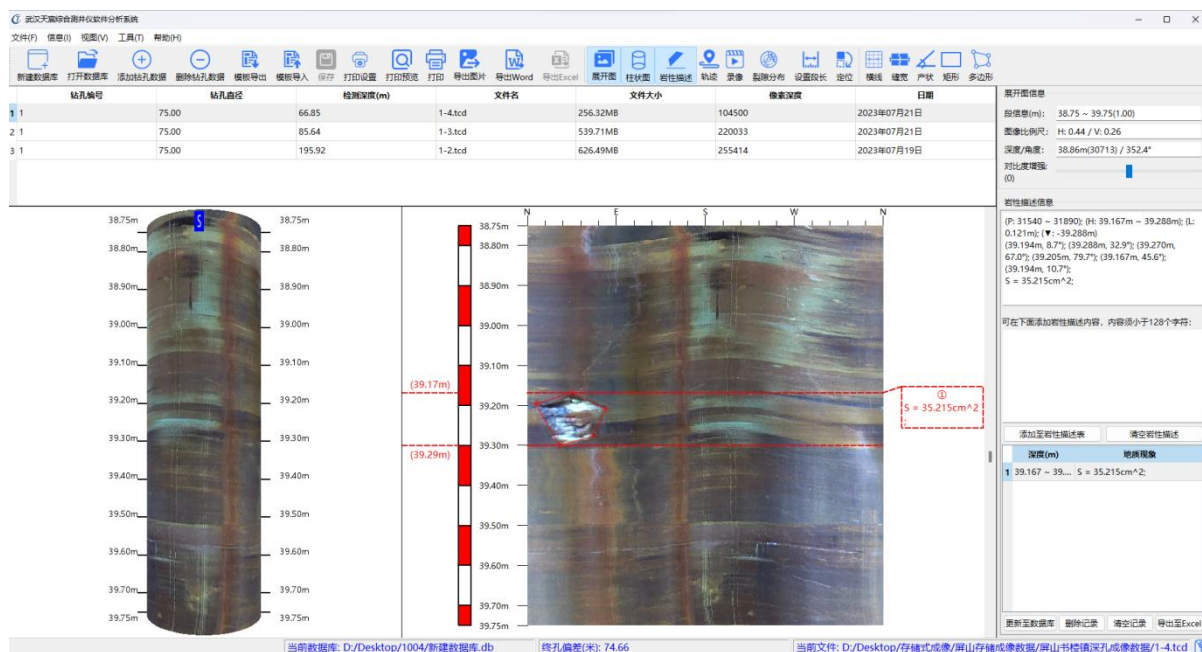 武汉天宸综合测井仪软件分析系统
文件(F) 信息(I) 视图(V) 工具(T) 帮助(H)
新建数据库 打开数据库 添加钻孔数据 删除钻孔数据 模板导出 模板导入 保存 打印设置 打印预览 打印 导出图片 导出Word 导出Excel 展开图 柱状图 岩性描述 轨迹 录像 裂隙分布 设置段长 定位 横线 缝宽 产状 矩形 多边形
钻孔编号 钻孔直径 检测深度(m) 文件名 文件大小 像素深度 日期
1 1 75.00 66.85 1-4.tcd 256.32MB 104500 2023年07月21日
2 1 75.00 85.64 1-3.tcd 539.71MB 220033 2023年07月21日
3 1 75.00 195.92 1-2.tcd 626.49MB 255414 2023年07月19日
展开图信息
段信息(m): 38.75 ~ 39.75(1.00)
图像比例尺: H: 0.44 / V: 0.26
深度/角度: 38.86m(30713) / 352.4°
对比度增强:
(0)
岩性描述信息
(P: 31540 ~ 31890); (H: 39.167m ~ 39.288m); (L:
0.121m); (▼: -39.288m)
(39.194m, 8.7°); (39.288m, 32.9°); (39.270m,
67.0°); (39.205m, 79.7°); (39.167m, 45.6°);
(39.194m, 10.7°);
S = 35.215cm^2;
可在下面添加岩性描述内容，内容须小于128个字符:
添加至岩性描述表 清空岩性描述
深度(m) 地质现象
1 39.167 ~ 39.... S = 35.215cm^2;
更新至数据库 删除记录 清空记录 导出至Excel
S
38.75m 38.75m
38.80m 38.80m
38.90m 38.90m
39.00m 39.00m
39.10m 39.10m
39.20m 39.20m
39.30m 39.30m
39.40m 39.40m
39.50m 39.50m
39.60m 39.60m
39.70m 39.70m
39.75m 39.75m
N E S W N
38.75m
38.80m
38.90m
39.00m
39.10m
39.20m
39.30m
39.40m
39.50m
39.60m
39.70m
39.75m
(39.17m)
(39.29m)
①
S = 35.215cm^2
;
当前数据库: D:/Desktop/1004/新建数据库.db 终孔偏差(米): 74.66 当前文件: D:/Desktop/存储式成像/屏山存储成像数据/屏山书楼镇深孔成像数据/1-4.tcd